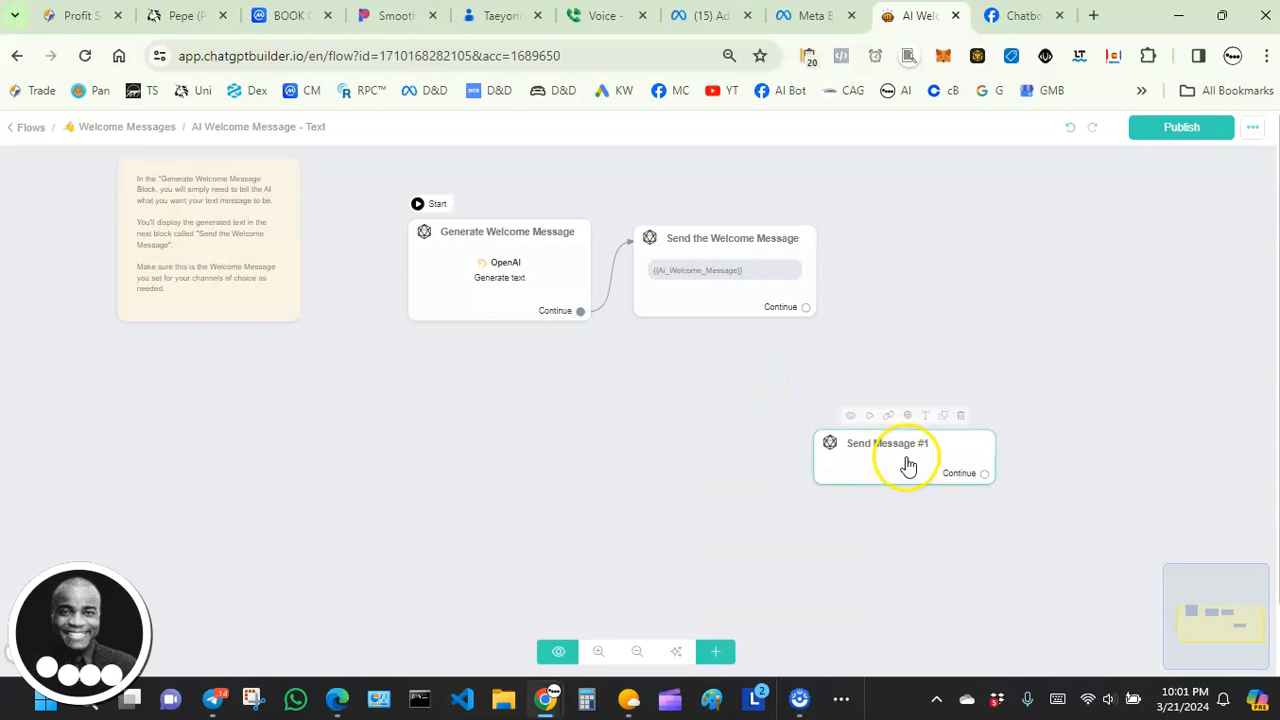 Profit S
Pepe (
BOOK
Smooth
Taeyon
Voice -
(15) Ad
Meta B
AI Wel
Chatbo
app.chatgptbuilder.io/en/flow?id=1710168282105&acc=1689650
20
Trade
Pan
TS
Uni
Dex
CM
RPC™
D&D
D&D
D&D
KW
MC
YT
AI Bot
CAG
AI
cB
G
GMB
All Bookmarks
Flows / 👋 Welcome Messages / AI Welcome Message - Text
Publish
In the "Generate Welcome Message
Block, you will simply need to tell the AI
what you want your text message to be.
You'll display the generated text in the
next block called "Send the Welcome
Message".
Make sure this is the Welcome Message
you set for your channels of choice as
needed.
Start
Generate Welcome Message
OpenAI
Generate text
Continue
Send the Welcome Message
{{Ai_Welcome_Message}}
Continue
Send Message #1
Continue
14
2
10:01 PM
3/21/2024